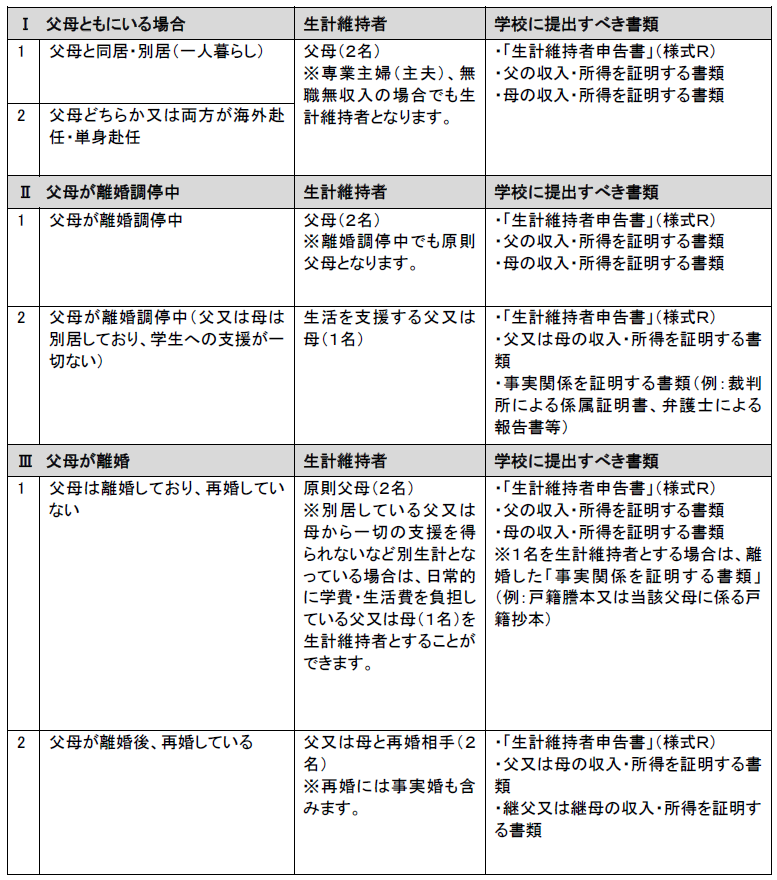 Ⅰ 父母ともにいる場合
生計維持者
学校に提出すべき書類
1
父母と同居・別居（一人暮らし）
父母（２名）
※専業主婦（主夫）、無
職無収入の場合でも生
計維持者となります。
・「生計維持者申告書」（様式Ｒ）
・父の収入・所得を証明する書類
・母の収入・所得を証明する書類
2
父母どちらか又は両方が海外赴
任・単身赴任
Ⅱ 父母が離婚調停中
生計維持者
学校に提出すべき書類
1
父母が離婚調停中
父母（２名）
※離婚調停中でも原則
父母となります。
・「生計維持者申告書」（様式Ｒ）
・父の収入・所得を証明する書類
・母の収入・所得を証明する書類
2
父母が離婚調停中（父又は母は
別居しており、学生への支援が一
切ない）
生活を支援する父又は
母（１名）
・「生計維持者申告書」（様式Ｒ）
・父又は母の収入・所得を証明する書
類
・事実関係を証明する書類（例：裁判
所による係属証明書、弁護士による
報告書等）
Ⅲ 父母が離婚
生計維持者
学校に提出すべき書類
1
父母は離婚しており、再婚してい
ない
原則父母（２名）
※別居している父又は
母から一切の支援を得
られないなど別生計とな
っている場合は、日常的
に学費・生活費を負担し
ている父又は母（１名）を
生計維持者とすることが
できます。
・「生計維持者申告書」（様式Ｒ）
・父の収入・所得を証明する書類
・母の収入・所得を証明する書類
※１名を生計維持者とする場合は、離
婚した「事実関係を証明する書類」
（例：戸籍謄本又は当該父母に係る戸
籍抄本）
2
父母が離婚後、再婚している
父又は母と再婚相手（２
名）
※再婚には事実婚も含
みます。
・「生計維持者申告書」（様式Ｒ）
・父又は母の収入・所得を証明する書
類
・継父又は継母の収入・所得を証明す
る書類